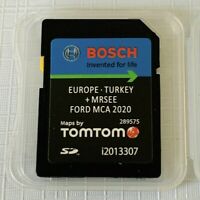 BOSCH
Invented for life
EUROPE · TURKEY
+ MRSEE
FORD MCA 2020
289575
Maps by
TOMTOM
SD
i2013307